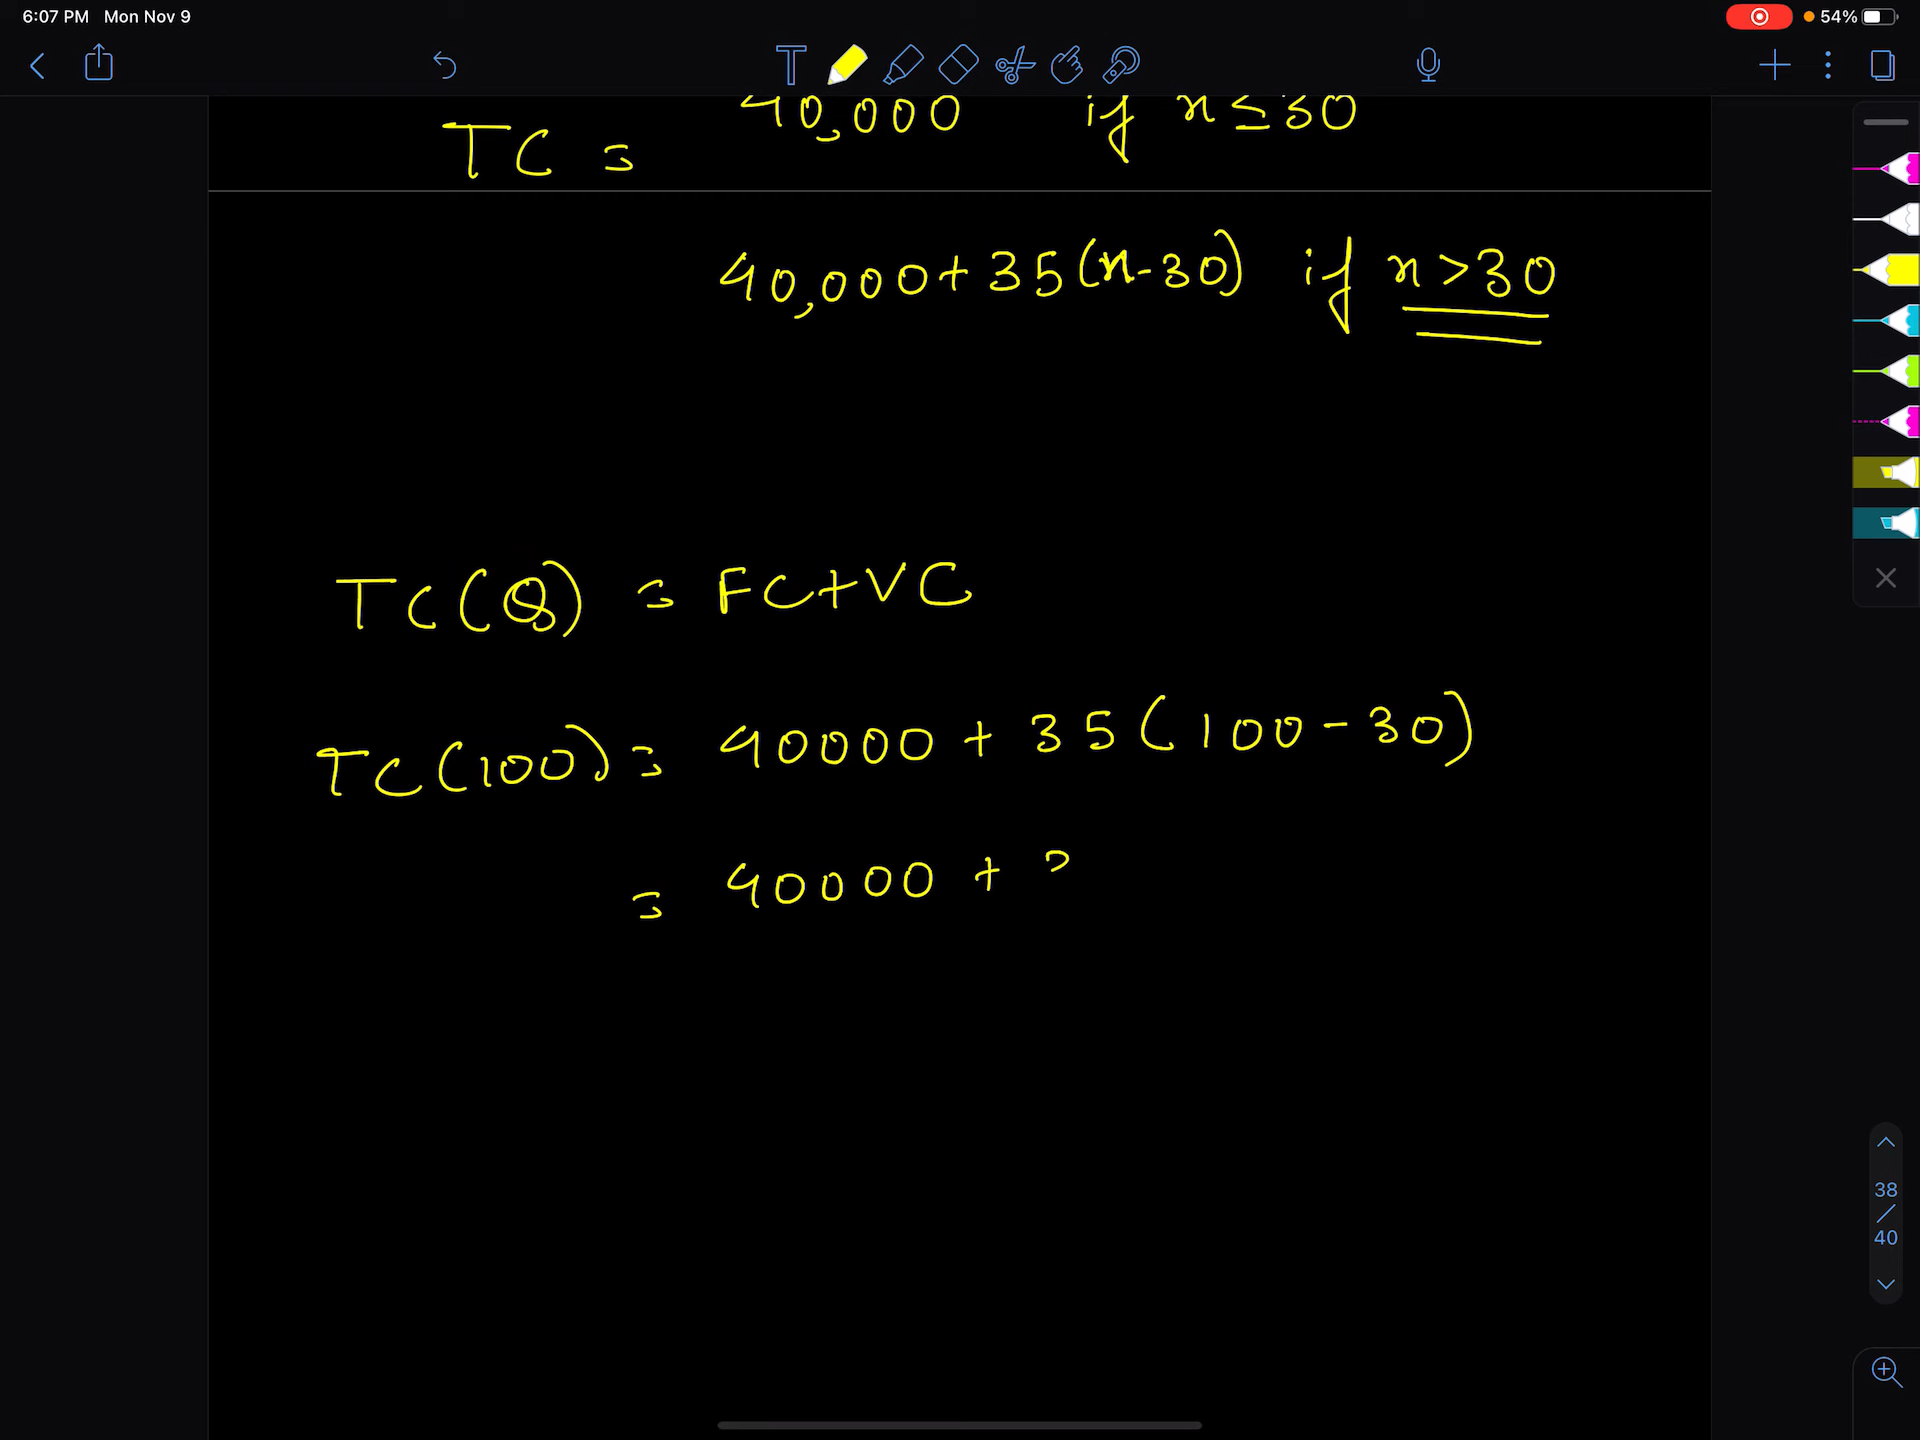 6:07 PM Mon Nov 9 54%
40,000 if x ≤ 30
TC =
40,000 + 35(x-30) if x > 30
TC(Q) = FC+VC
TC(100) = 40000 + 35(100-30)
= 40000 +
38
/
40